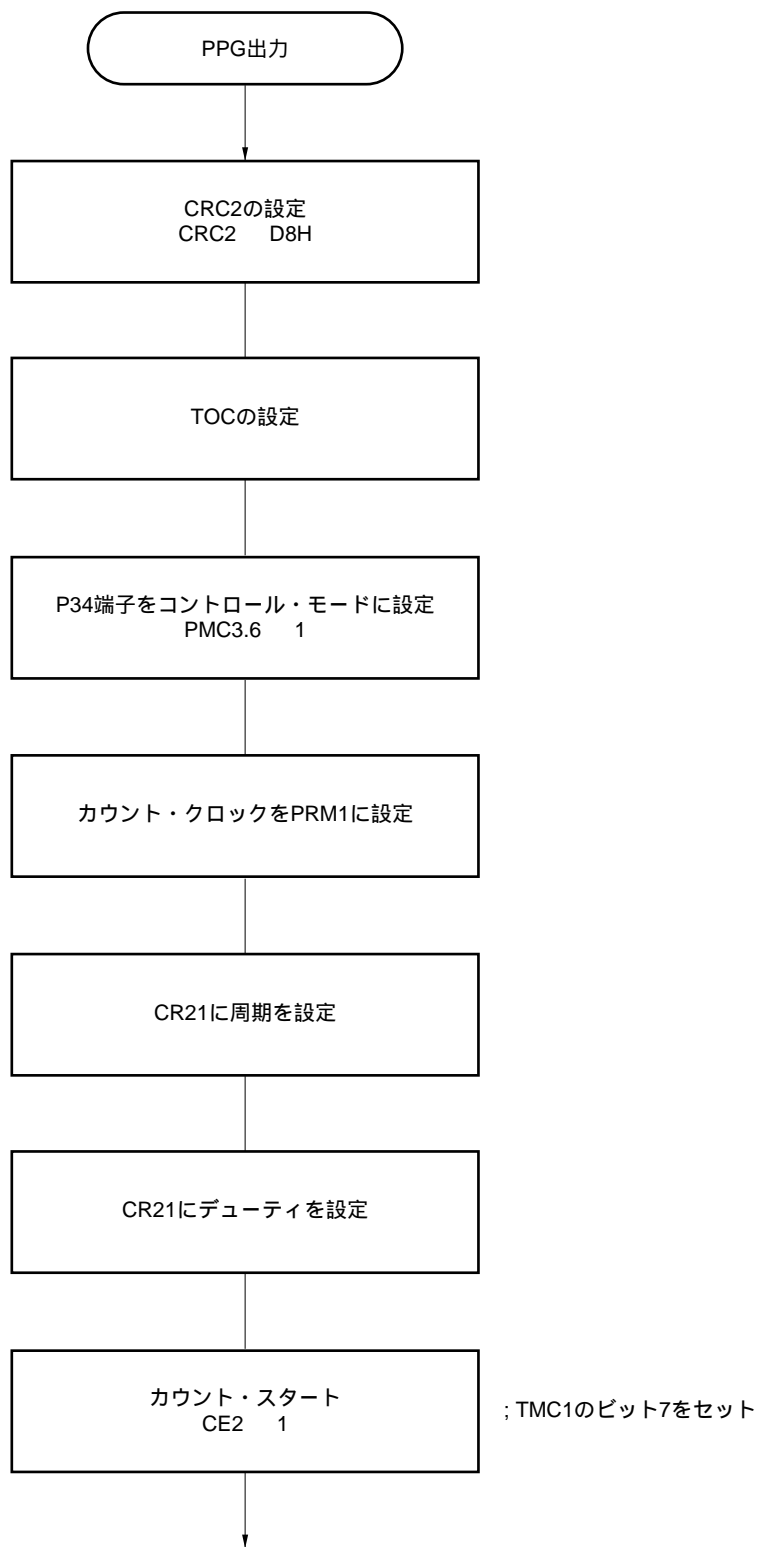 PPG出力
CRC2の設定
CRC2 D8H
TOCの設定
P34端子をコントロール・モードに設定
PMC3.6 1
カウント・クロックをPRM1に設定
CR21に周期を設定
CR21にデューティを設定
カウント・スタート
CE2 1
; TMC1のビット7をセット